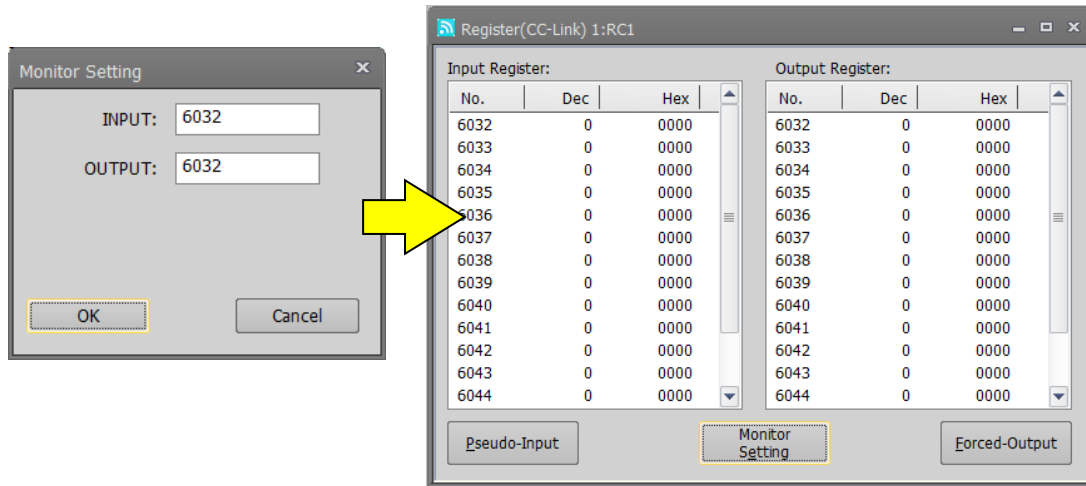 Monitor Setting
INPUT: 6032
OUTPUT: 6032
OK Cancel
Register(CC-Link) 1:RC1
Input Register: Output Register:
No. Dec Hex No. Dec Hex
6032 0 0000 6032 0 0000
6033 0 0000 6033 0 0000
6034 0 0000 6034 0 0000
6035 0 0000 6035 0 0000
6036 0 0000 6036 0 0000
6037 0 0000 6037 0 0000
6038 0 0000 6038 0 0000
6039 0 0000 6039 0 0000
6040 0 0000 6040 0 0000
6041 0 0000 6041 0 0000
6042 0 0000 6042 0 0000
6043 0 0000 6043 0 0000
6044 0 0000 6044 0 0000
Pseudo-Input
Monitor
Setting
Forced-Output